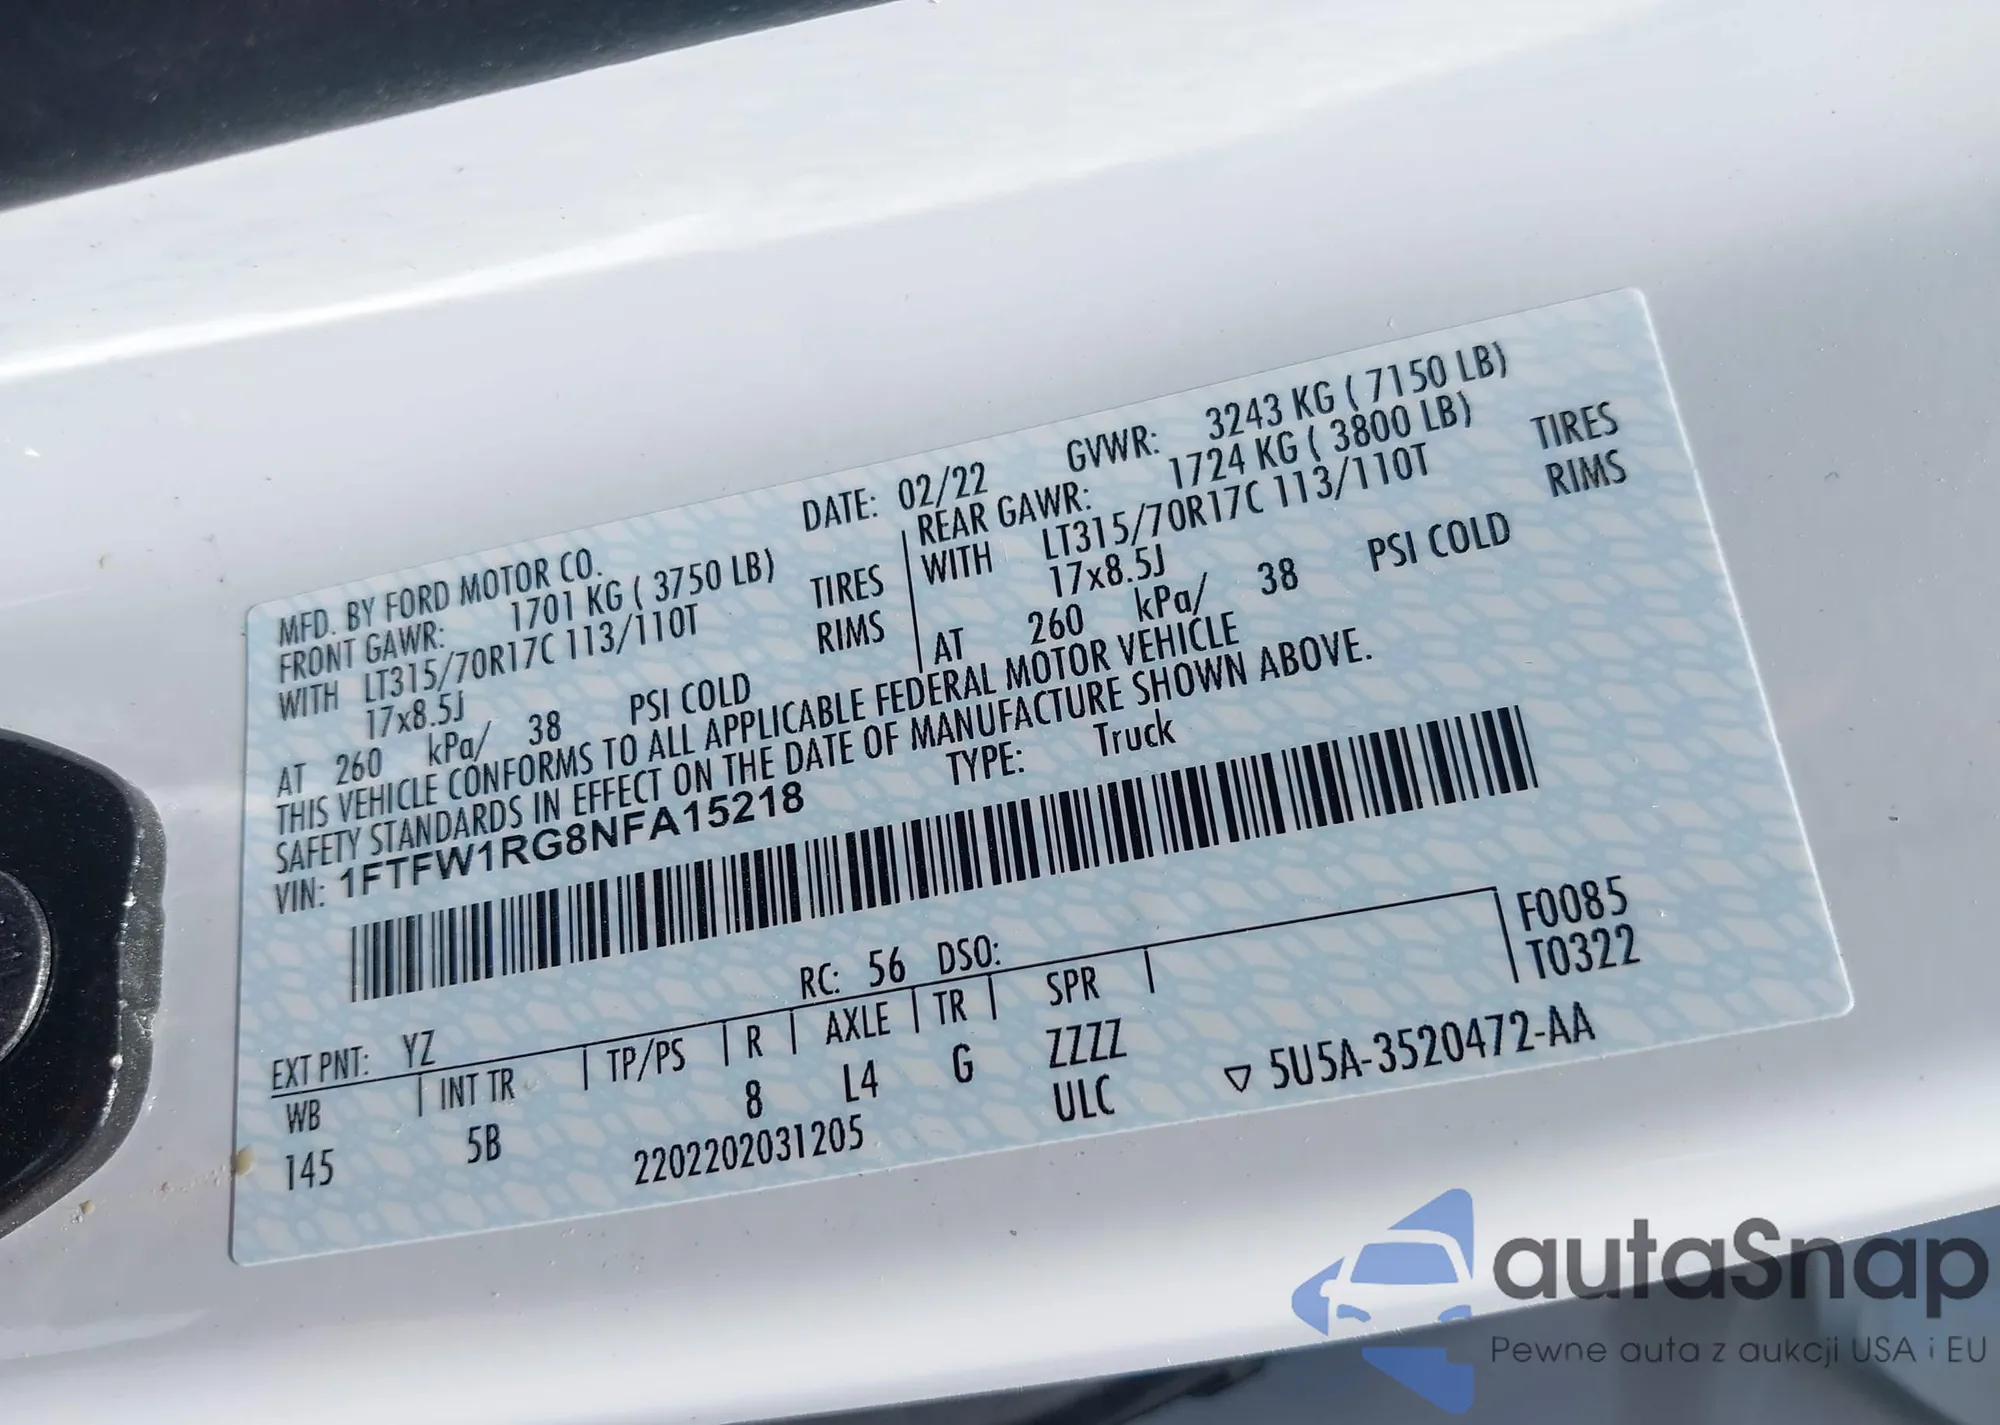 MFD. BY FORD MOTOR CO. DATE: 02/22 GVWR: 3243 KG ( 7150 LB)
FRONT GAWR: 1701 KG ( 3750 LB) REAR GAWR: 1724 KG ( 3800 LB)
WITH LT315/70R17C 113/110T TIRES WITH LT315/70R17C 113/110T TIRES
17x8.5J RIMS 17x8.5J RIMS
AT 260 kPa/ 38 PSI COLD AT 260 kPa/ 38 PSI COLD
THIS VEHICLE CONFORMS TO ALL APPLICABLE FEDERAL MOTOR VEHICLE
SAFETY STANDARDS IN EFFECT ON THE DATE OF MANUFACTURE SHOWN ABOVE.
VIN: 1FTFW1RG8NFA15218 TYPE: Truck
F0085
T0322
EXT PNT: YZ RC: 56 DSO:
WB INT TR TP/PS R AXLE TR SPR
145 5B 8 L4 G ZZZZ
2202202031205 ULC ▽ 5U5A-3520472-AA
autaSnap
Pewne auta z aukcji USA i EU